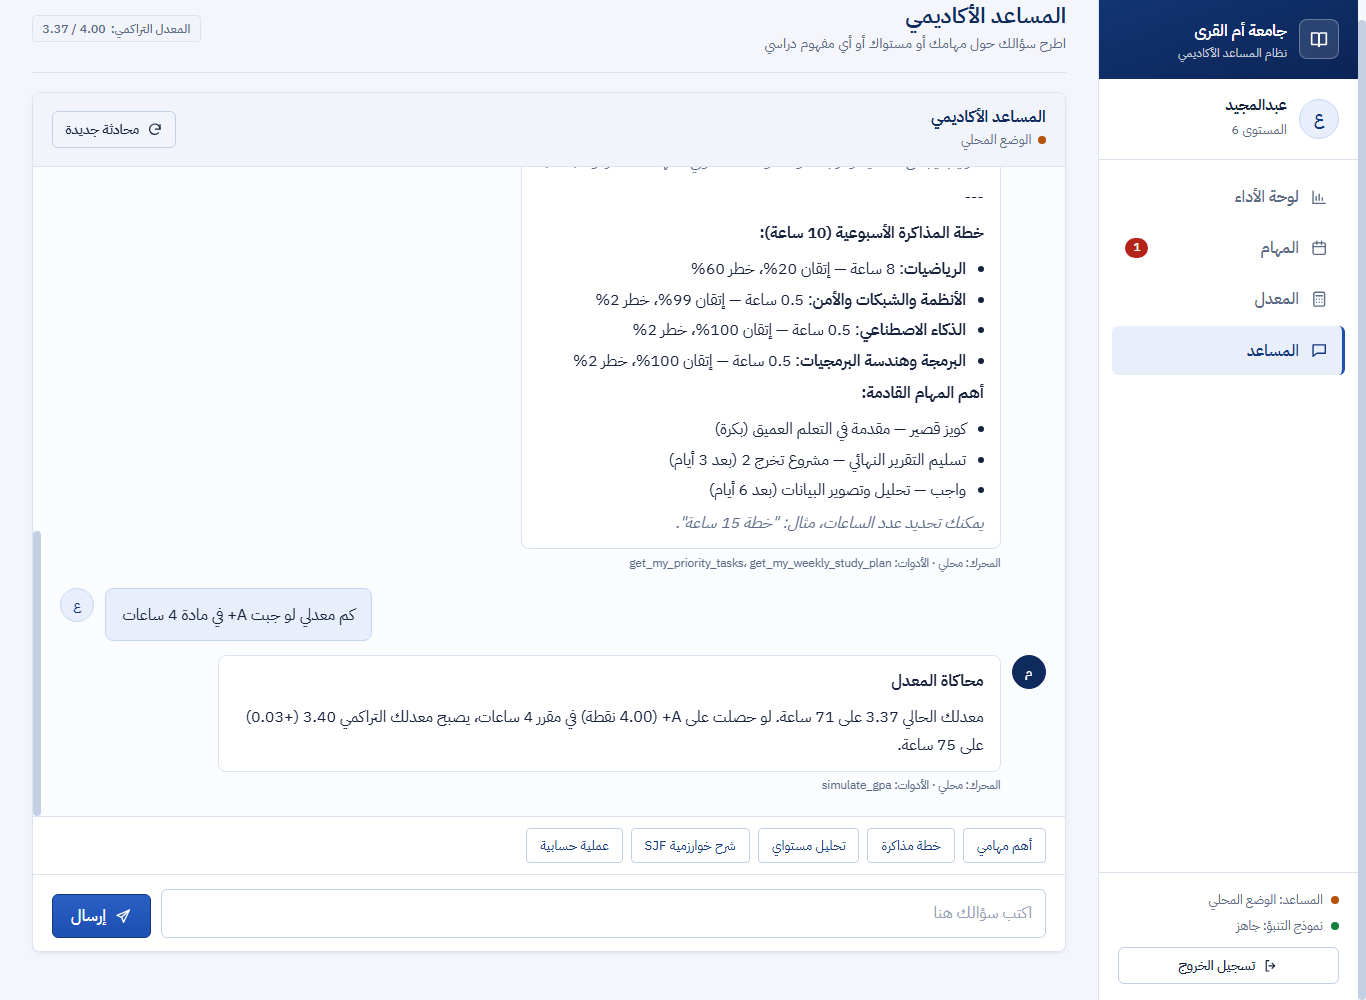 جامعة أم القرى
نظام المساعد الأكاديمي
عبدالمجيد
ع
المستوى 6
لوحة الأداء
المهام
1
المعدل
المساعد
المساعد: الوضع المحلي
نموذج التنبؤ: جاهز
تسجيل الخروج
المساعد الأكاديمي
اطرح سؤالك حول مهامك أو مستواك أو أي مفهوم دراسي
المعدل التراكمي: 3.37 / 4.00
المساعد الأكاديمي
الوضع المحلي
محادثة جديدة
---
خطة المذاكرة الأسبوعية (10 ساعة):
الرياضيات: 8 ساعة — إتقان 20%، خطر 60%
الأنظمة والشبكات والأمن: 0.5 ساعة — إتقان 99%، خطر 2%
الذكاء الاصطناعي: 0.5 ساعة — إتقان 100%، خطر 2%
البرمجة وهندسة البرمجيات: 0.5 ساعة — إتقان 100%، خطر 2%
أهم المهام القادمة:
كويز قصير — مقدمة في التعلم العميق (بكرة)
تسليم التقرير النهائي — مشروع تخرج 2 (بعد 3 أيام)
واجب — تحليل وتصوير البيانات (بعد 6 أيام)
يمكنك تحديد عدد الساعات، مثال: "خطة 15 ساعة".
المحرك: محلي · الأدوات: get_my_priority_tasks، get_my_weekly_study_plan
كم معدلي لو جبت A+ في مادة 4 ساعات
ع
م
محاكاة المعدل
معدلك الحالي 3.37 على 71 ساعة. لو حصلت على A+ (4.00 نقطة) في مقرر 4 ساعات، يصبح معدلك التراكمي 3.40 (+0.03)
على 75 ساعة.
المحرك: محلي · الأدوات: simulate_gpa
أهم مهامي
خطة مذاكرة
تحليل مستواي
شرح خوارزمية SJF
عملية حسابية
اكتب سؤالك هنا
إرسال